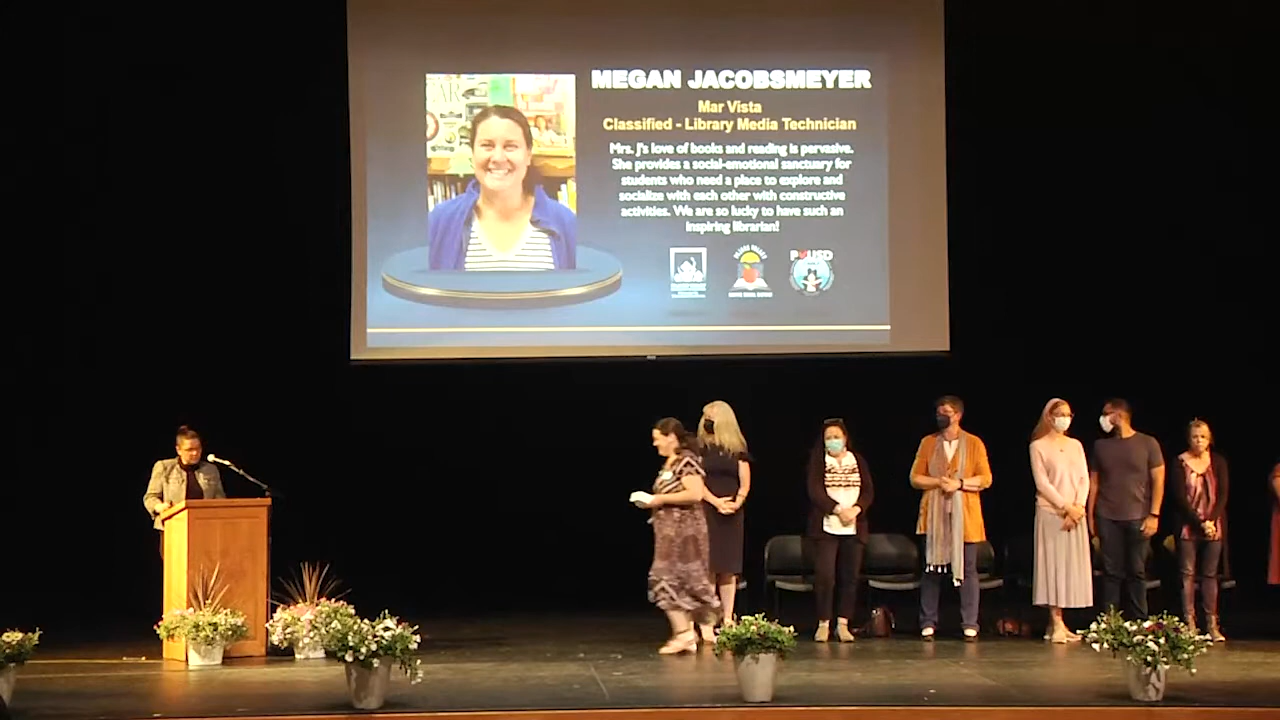 MEGAN JACOBSMEYER
Mar Vista
Classified - Library Media Technician
Mrs. J's love of books and reading is pervasive.
She provides a social-emotional sanctuary for
students who need a place to explore and
socialize with each other with constructive
activities. We are so lucky to have such an
inspiring librarian!